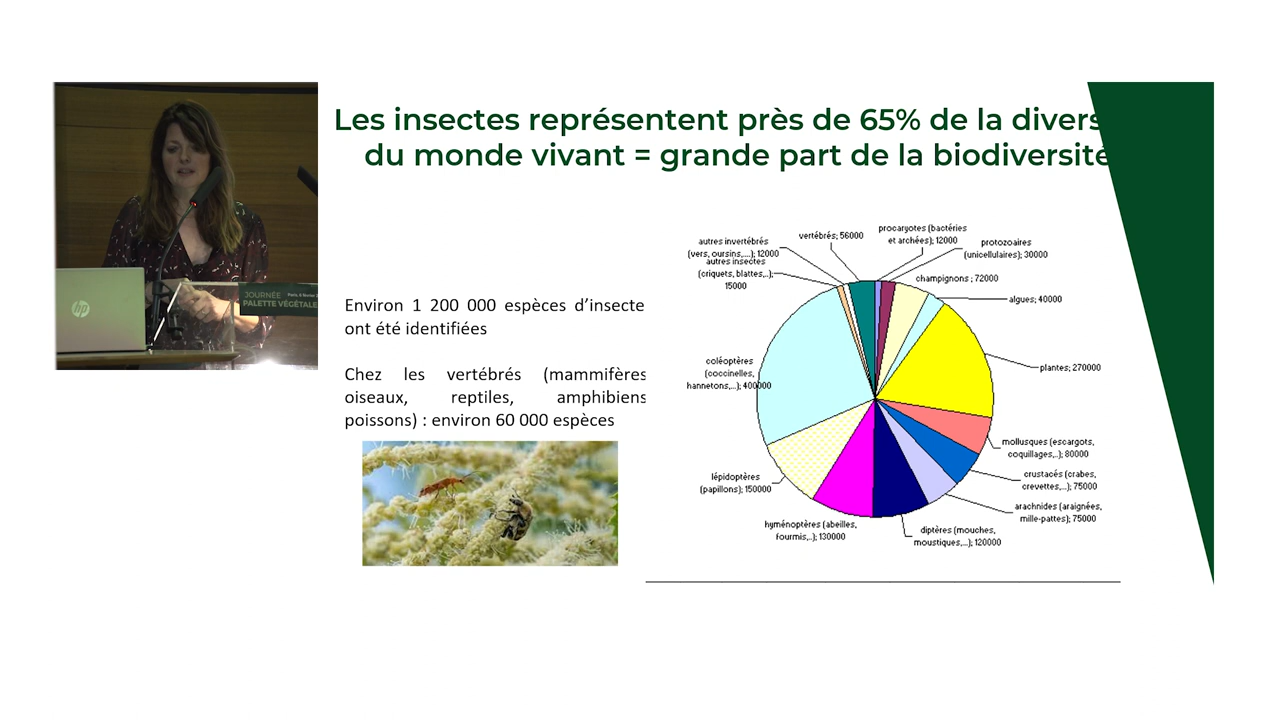 Les insectes représentent près de 65% de la divers
du monde vivant = grande part de la biodiversité
hp
JOURNÉE
PALETTE VÉGÉTALE
Environ 1 200 000 espèces d’insecte
ont été identifiées
Chez les vertébrés (mammifères
oiseaux, reptiles, amphibiens
poissons) : environ 60 000 espèces
vertébrés; 56000
procaryotes (bactéries
et archées); 12000
protozoaires
(unicellulaires); 30000
champignons ; 72000
algues; 40000
plantes; 270000
mollusques (escargots,
coquillages,..); 80000
crustacés (crabes,
crevettes,...); 75000
arachnides (araignées,
mille-pattes); 75000
diptères (mouches,
moustiques,...); 120000
hyménoptères (abeilles,
fourmis,..); 130000
lépidoptères
(papillons); 150000
coléoptères
(coccinelles,
hannetons,...); 400000
autres insectes
(criquets, blattes,..);
15000
autres invertébrés
(vers, oursins,....); 12000